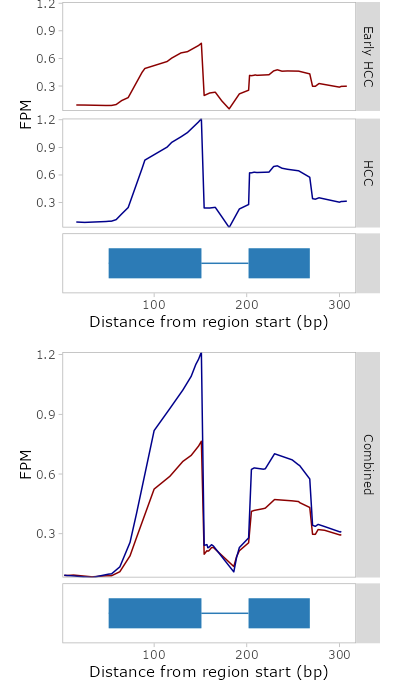 1.2
0.9
0.6
0.3
Early HCC
FPM
1.2
0.9
0.6
0.3
HCC
100
200
300
Distance from region start (bp)
1.2
0.9
0.6
0.3
FPM
Combined
100
200
300
Distance from region start (bp)